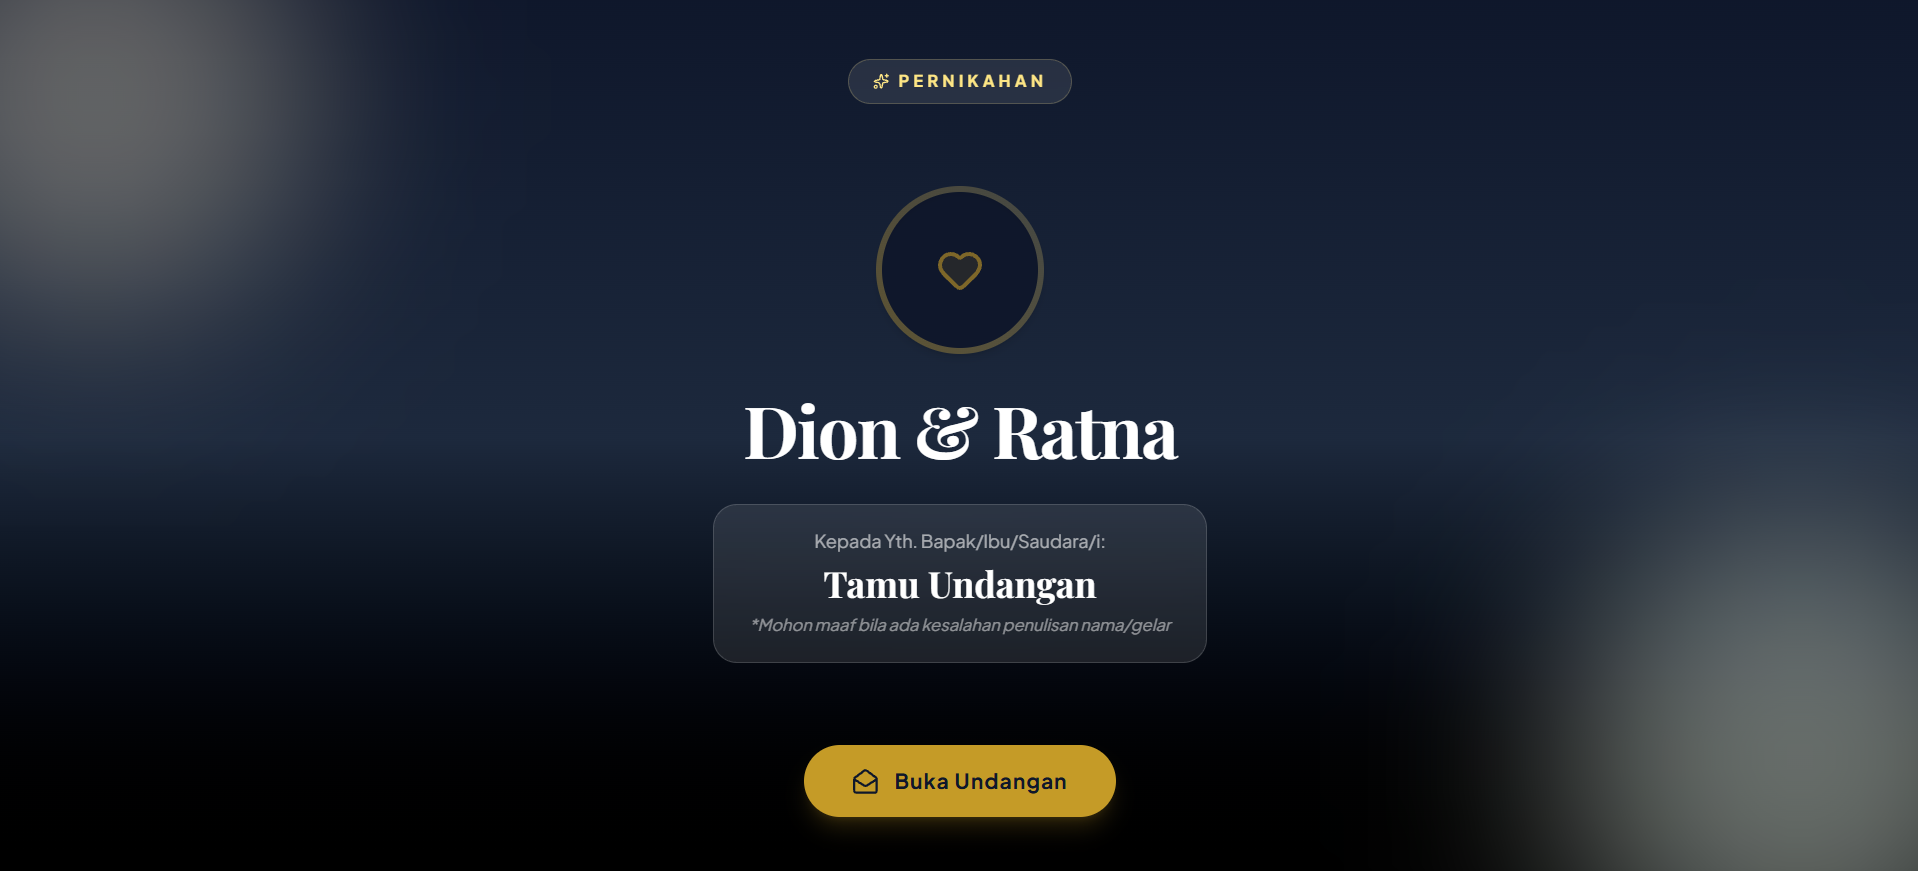 PERNIKAHAN
Dion & Ratna
Kepada Yth. Bapak/Ibu/Saudara/i:
Tamu Undangan
*Mohon maaf bila ada kesalahan penulisan nama/gelar
Buka Undangan